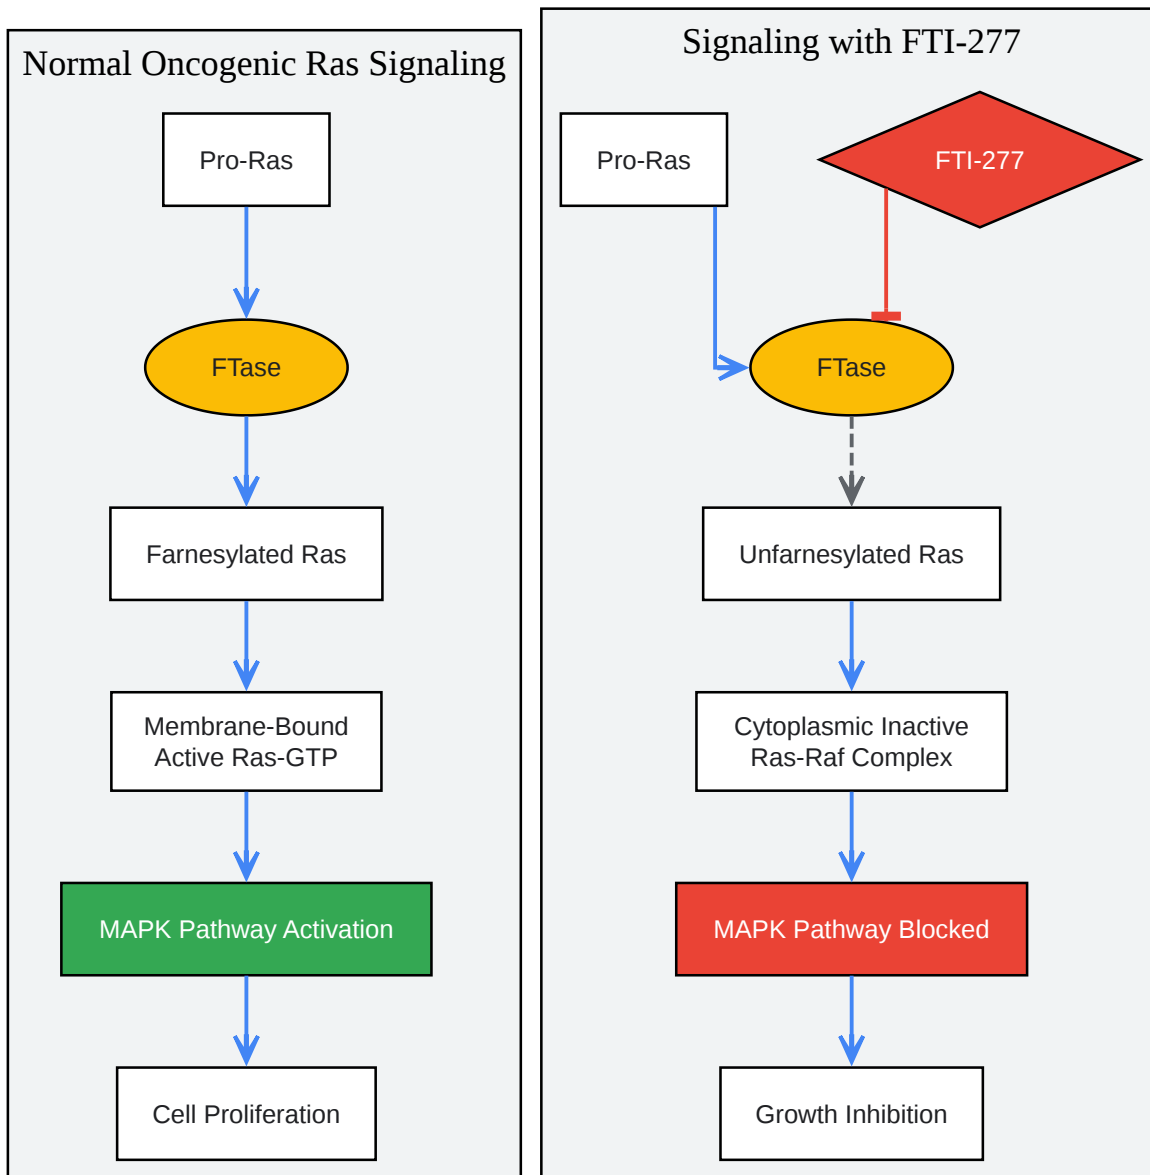 Normal Oncogenic Ras Signaling
Pro-Ras
FTase
Farnesylated Ras
Membrane-Bound
Active Ras-GTP
MAPK Pathway Activation
Cell Proliferation
Signaling with FTI-277
Pro-Ras
FTI-277
FTase
Unfarnesylated Ras
Cytoplasmic Inactive
Ras-Raf Complex
MAPK Pathway Blocked
Growth Inhibition